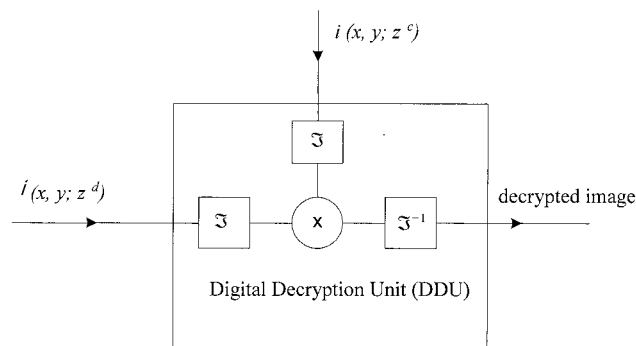 i (x, y; z ᶜ)
ℑ
i (x, y; z ᵈ)
decrypted image
ℑ
x
ℑ⁻¹
Digital Decryption Unit (DDU)